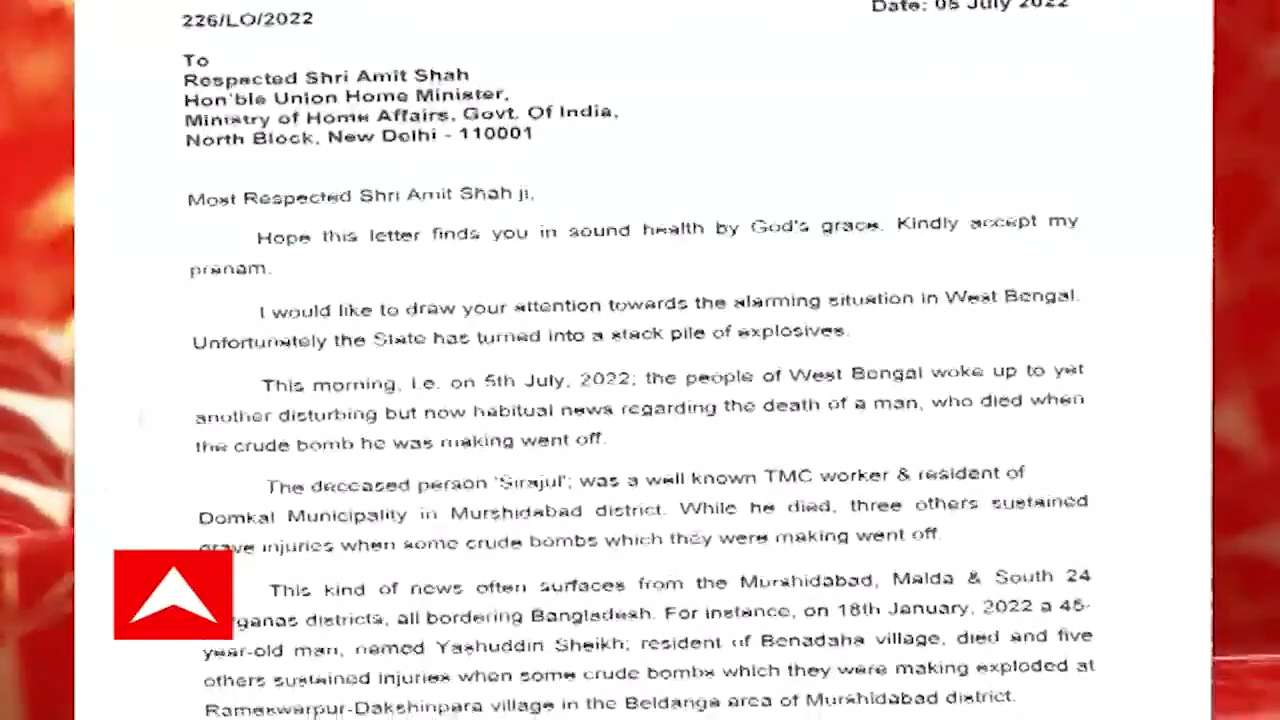 226/LO/2022
Date: 05 July 2022
To
Respected Shri Amit Shah
Hon'ble Union Home Minister,
Ministry of Home Affairs, Govt. Of India,
North Block, New Delhi - 110001
Most Respected Shri Amit Shah ji,
Hope this letter finds you in sound health by God's grace. Kindly accept my
pranam.
I would like to draw your attention towards the alarming situation in West Bengal.
Unfortunately the State has turned into a stack pile of explosives.
This morning, i.e. on 5th July, 2022; the people of West Bengal woke up to yet
another disturbing but now habitual news regarding the death of a man, who died when
the crude bomb he was making went off.
The deceased person 'Sirajul'; was a well known TMC worker & resident of
Domkal Municipality in Murshidabad district. While he died, three others sustained
grave injuries when some crude bombs which they were making went off.
This kind of news often surfaces from the Murshidabad, Malda & South 24
rganas districts, all bordering Bangladesh. For instance, on 18th January, 2022 a 45-
year-old man, named Yashuddin Sheikh; resident of Benadaha village, died and five
others sustained injuries when some crude bombs which they were making exploded at
Rameswarpur-Dakshinpara village in the Beldanga area of Murshidabad district.